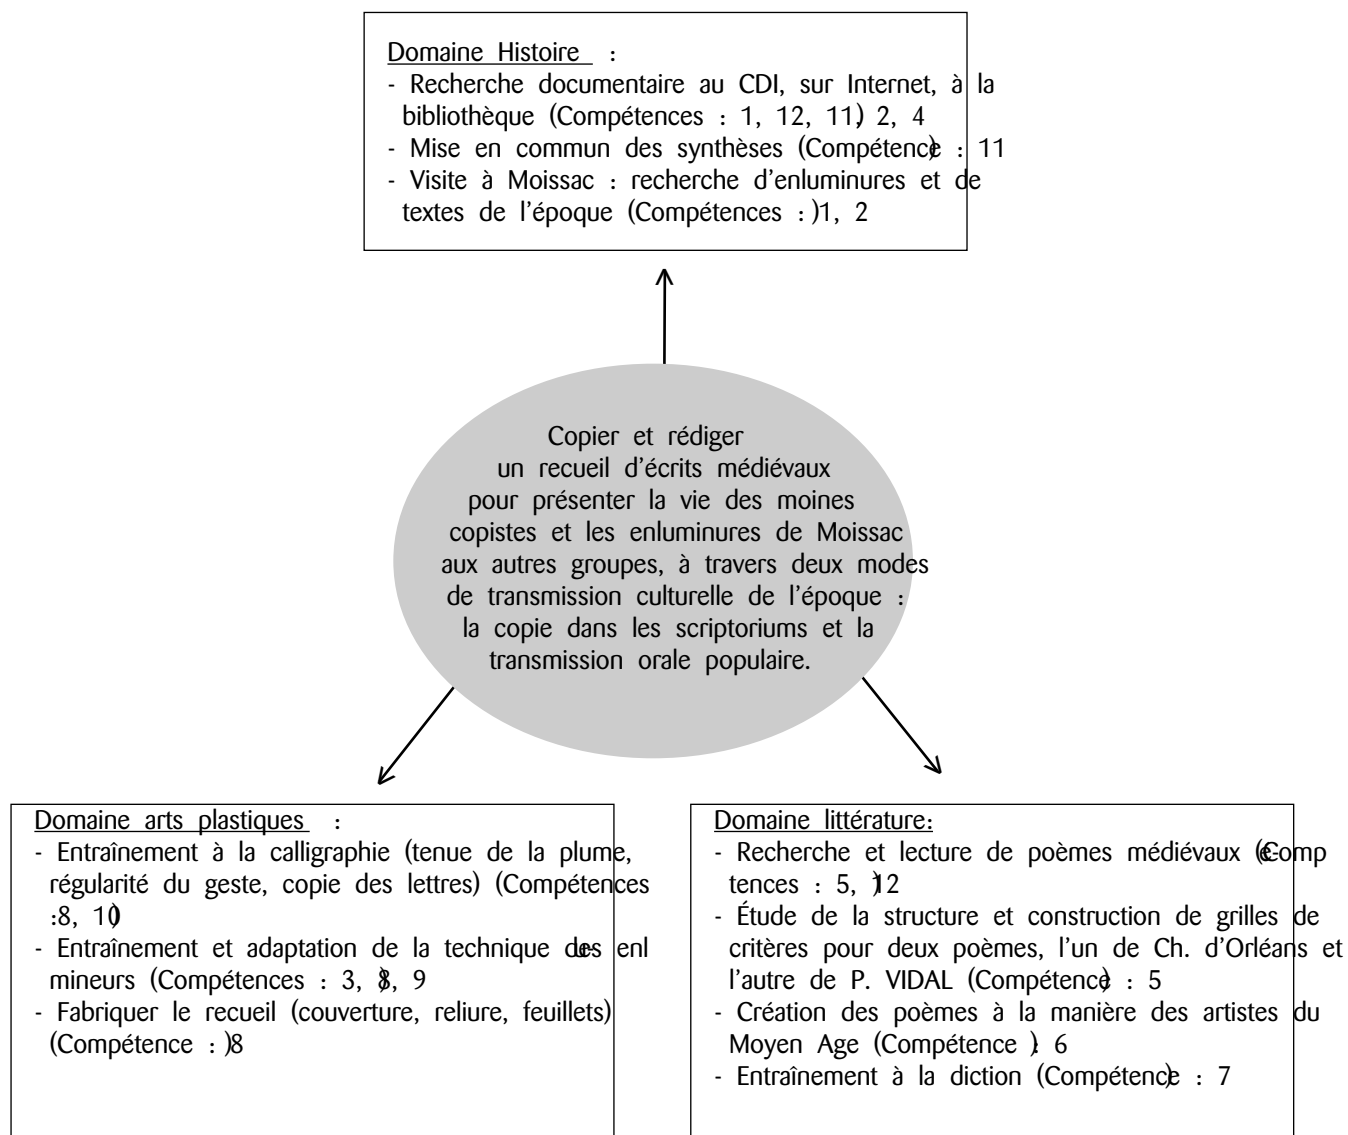 Domaine Histoire :
- Recherche documentaire au CDI, sur Internet, à la
bibliothèque (Compétences : 1, 12, 11) 2, 4
- Mise en commun des synthèses (Compétence) : 11
- Visite à Moissac : recherche d'enluminures et de
textes de l'époque (Compétences : )1, 2
Copier et rédiger
un recueil d'écrits médiévaux
pour présenter la vie des moines
copistes et les enluminures de Moissac
aux autres groupes, à travers deux modes
de transmission culturelle de l'époque :
la copie dans les scriptoriums et la
transmission orale populaire.
Domaine arts plastiques :
- Entraînement à la calligraphie (tenue de la plume,
régularité du geste, copie des lettres) (Compétences
:8, 10)
- Entraînement et adaptation de la technique des enlu-
mineurs (Compétences : 3, 8), 9
- Fabriquer le recueil (couverture, reliure, feuillets)
(Compétence : )8
Domaine littérature:
- Recherche et lecture de poèmes médiévaux (Compé-
tences : 5, )12
- Étude de la structure et construction de grilles de
critères pour deux poèmes, l'un de Ch. d'Orléans et
l'autre de P. VIDAL (Compétence) : 5
- Création des poèmes à la manière des artistes du
Moyen Age (Compétence ): 6
- Entraînement à la diction (Compétence) : 7